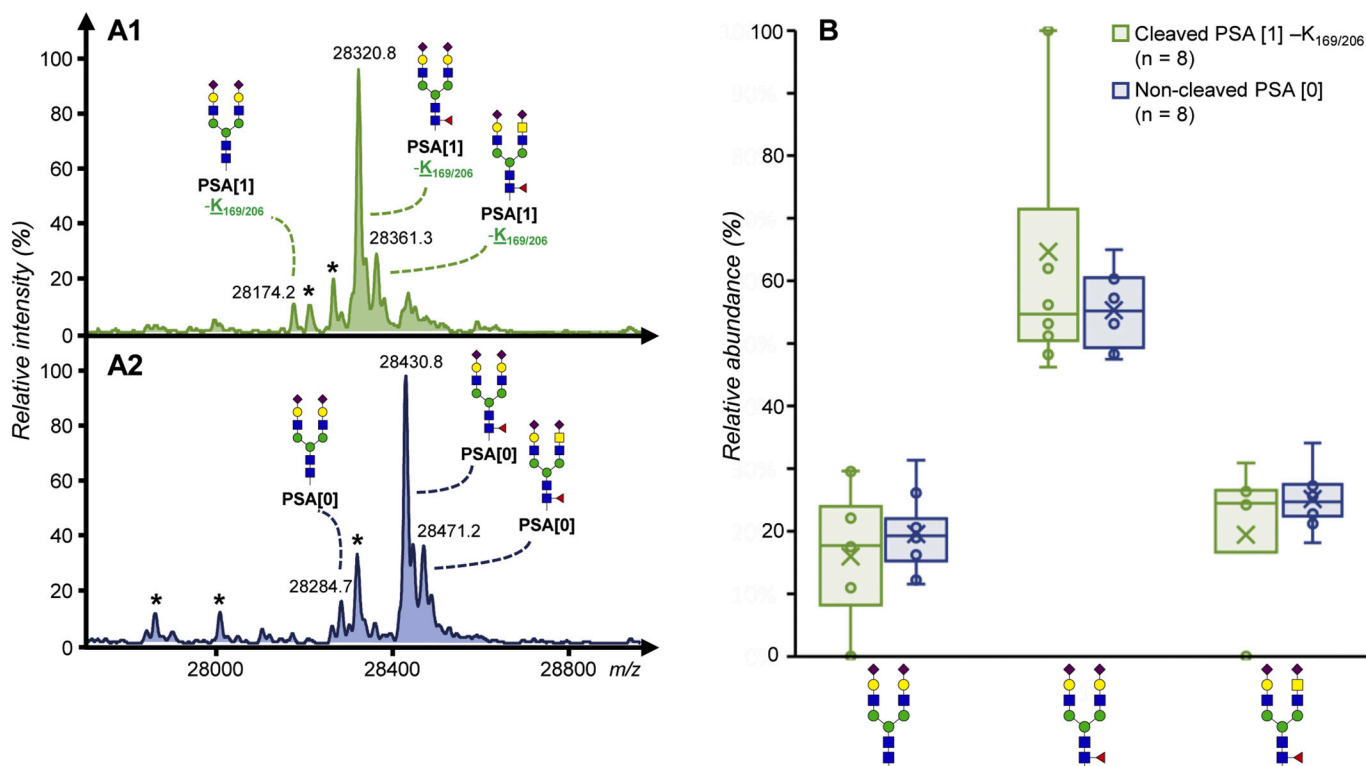 A1
Relative intensity (%)
100
80
60
40
20
0
28320.8
PSA[1]
-K169/206
PSA[1]
-K169/206
PSA[1]
-K169/206
28361.3
28174.2
*
*
A2
100
80
60
40
20
0
28430.8
PSA[0]
PSA[0]
PSA[0]
28471.2
28284.7
*
*
*
28000
28400
28800
m/z
B
Relative abundance (%)
100
80
60
40
20
0
Cleaved PSA [1] –K169/206
(n = 8)
Non-cleaved PSA [0]
(n = 8)